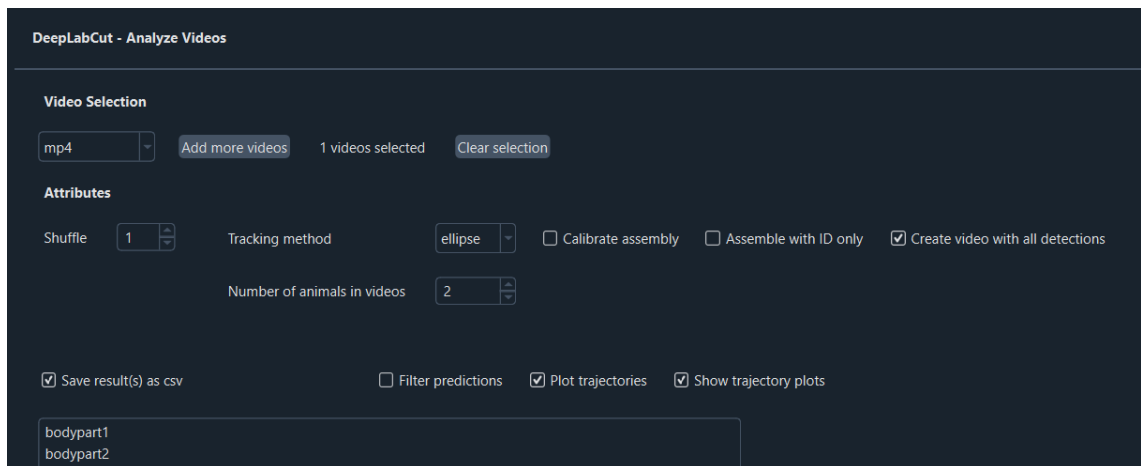 DeepLabCut - Analyze Videos
Video Selection
mp4 Add more videos 1 videos selected Clear selection
Attributes
Shuffle 1 Tracking method ellipse Calibrate assembly Assemble with ID only Create video with all detections
Number of animals in videos 2
Save result(s) as csv Filter predictions Plot trajectories Show trajectory plots
bodypart1
bodypart2